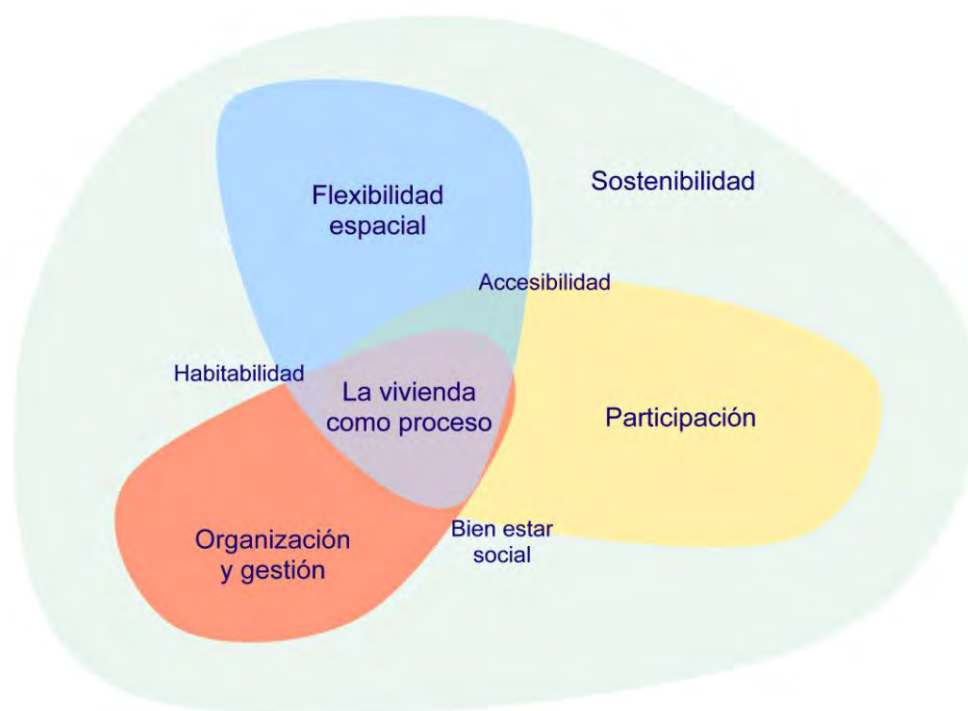 Flexibilidad
espacial
Sostenibilidad
Accesibilidad
Habitabilidad
La vivienda
como proceso
Participación
Organización
y gestión
Bien estar
social